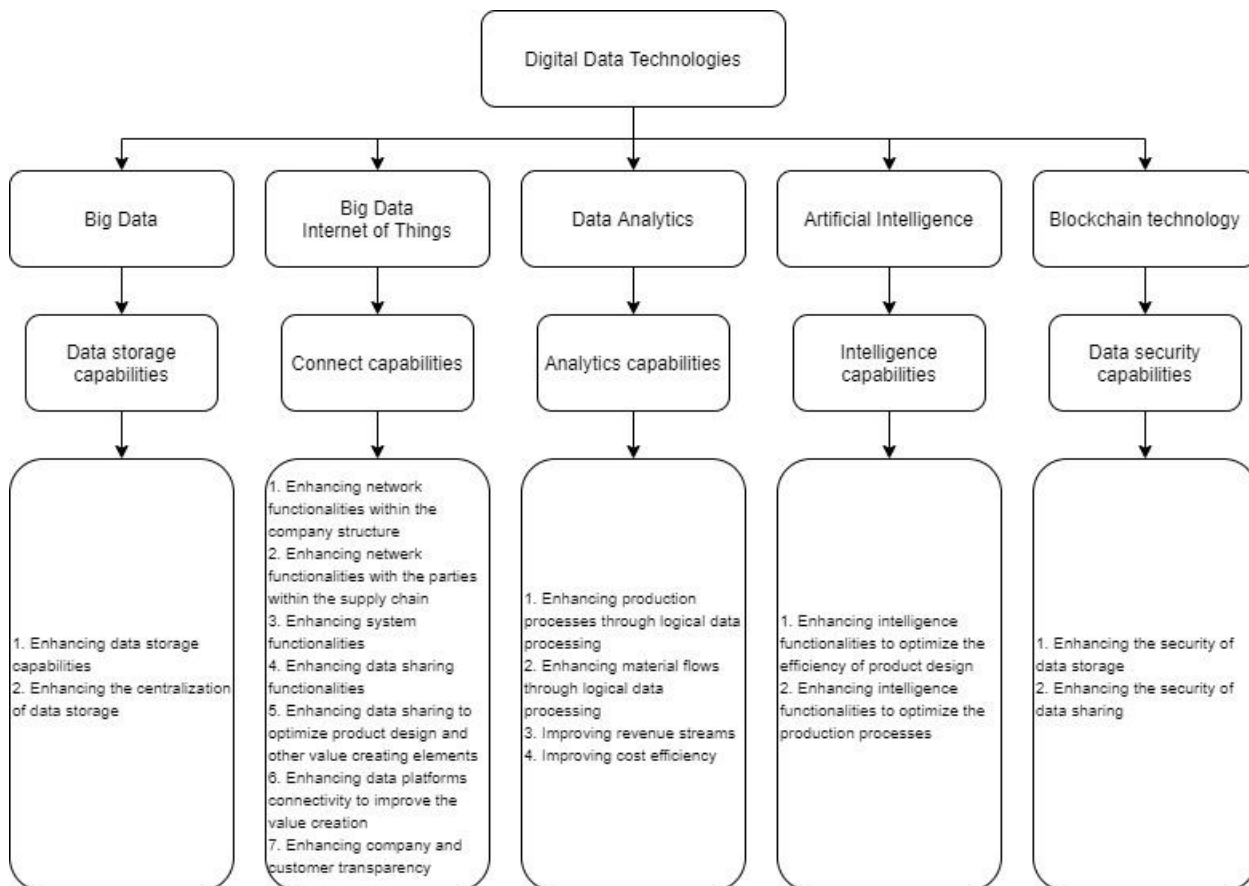 Digital Data Technologies
Big Data
Big Data
Internet of Things
Data Analytics
Artificial Intelligence
Blockchain technology
Data storage
capabilities
Connect capabilities
Analytics capabilities
Intelligence
capabilities
Data security
capabilities
1. Enhancing data storage
capabilities
2. Enhancing the centralization
of data storage
1. Enhancing network
functionalities within the
company structure
2. Enhancing netwerk
functionalities with the parties
within the supply chain
3. Enhancing system
functionalities
4. Enhancing data sharing
functionalities
5. Enhancing data sharing to
optimize product design and
other value creating elements
6. Enhancing data platforms
connectivity to improve the
value creation
7. Enhancing company and
customer transparency
1. Enhancing production
processes through logical data
processing
2. Enhancing material flows
through logical data
processing
3. Improving revenue streams
4. Improving cost efficiency
1. Enhancing intelligence
functionalities to optimize the
efficiency of product design
2. Enhancing intelligence
functionalities to optimize the
production processes
1. Enhancing the security of
data storage
2. Enhancing the security of
data sharing